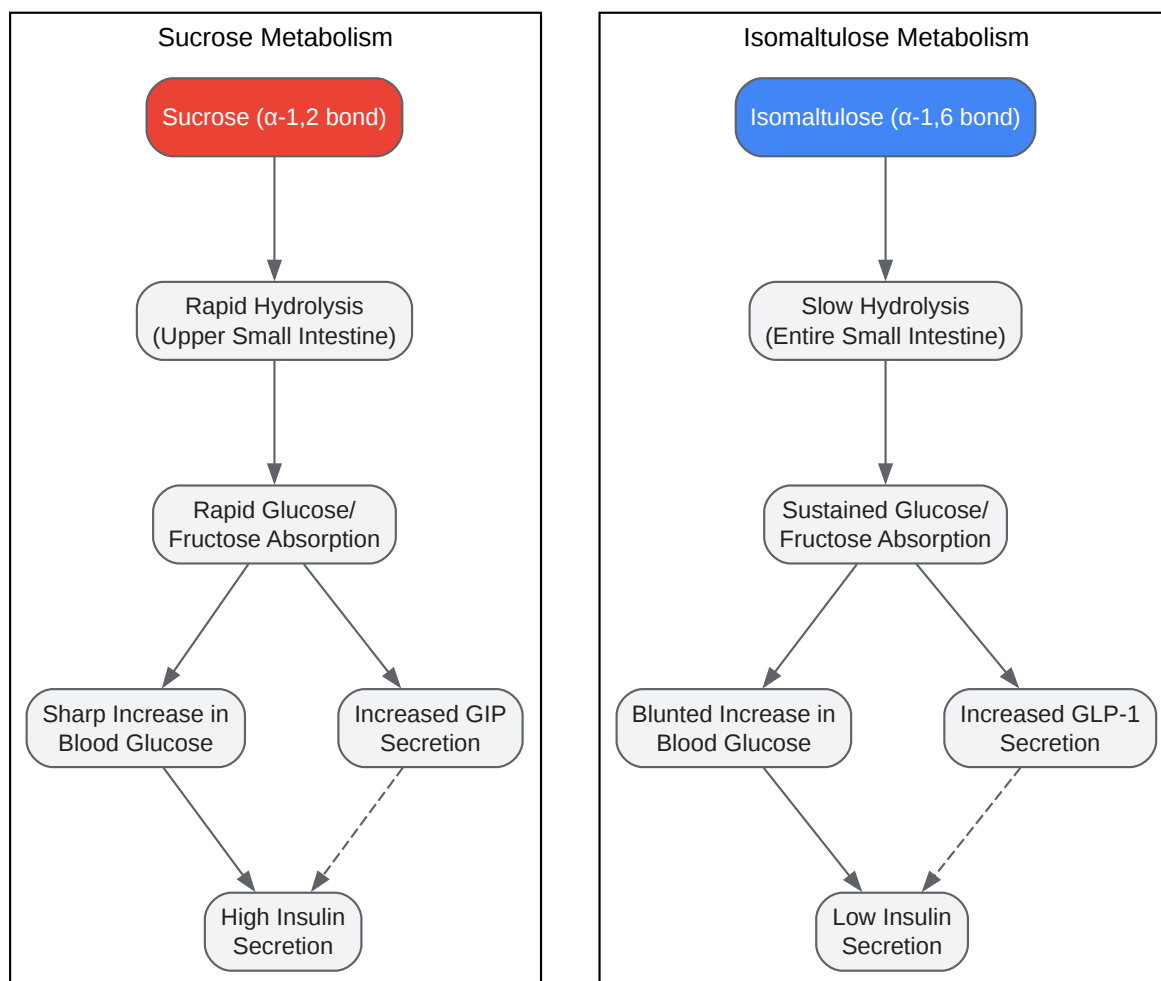 Sucrose Metabolism
Sucrose (α-1,2 bond)
Rapid Hydrolysis
(Upper Small Intestine)
Rapid Glucose/
Fructose Absorption
Sharp Increase in
Blood Glucose
Increased GIP
Secretion
High Insulin
Secretion
Isomaltulose Metabolism
Isomaltulose (α-1,6 bond)
Slow Hydrolysis
(Entire Small Intestine)
Sustained Glucose/
Fructose Absorption
Blunted Increase in
Blood Glucose
Increased GLP-1
Secretion
Low Insulin
Secretion